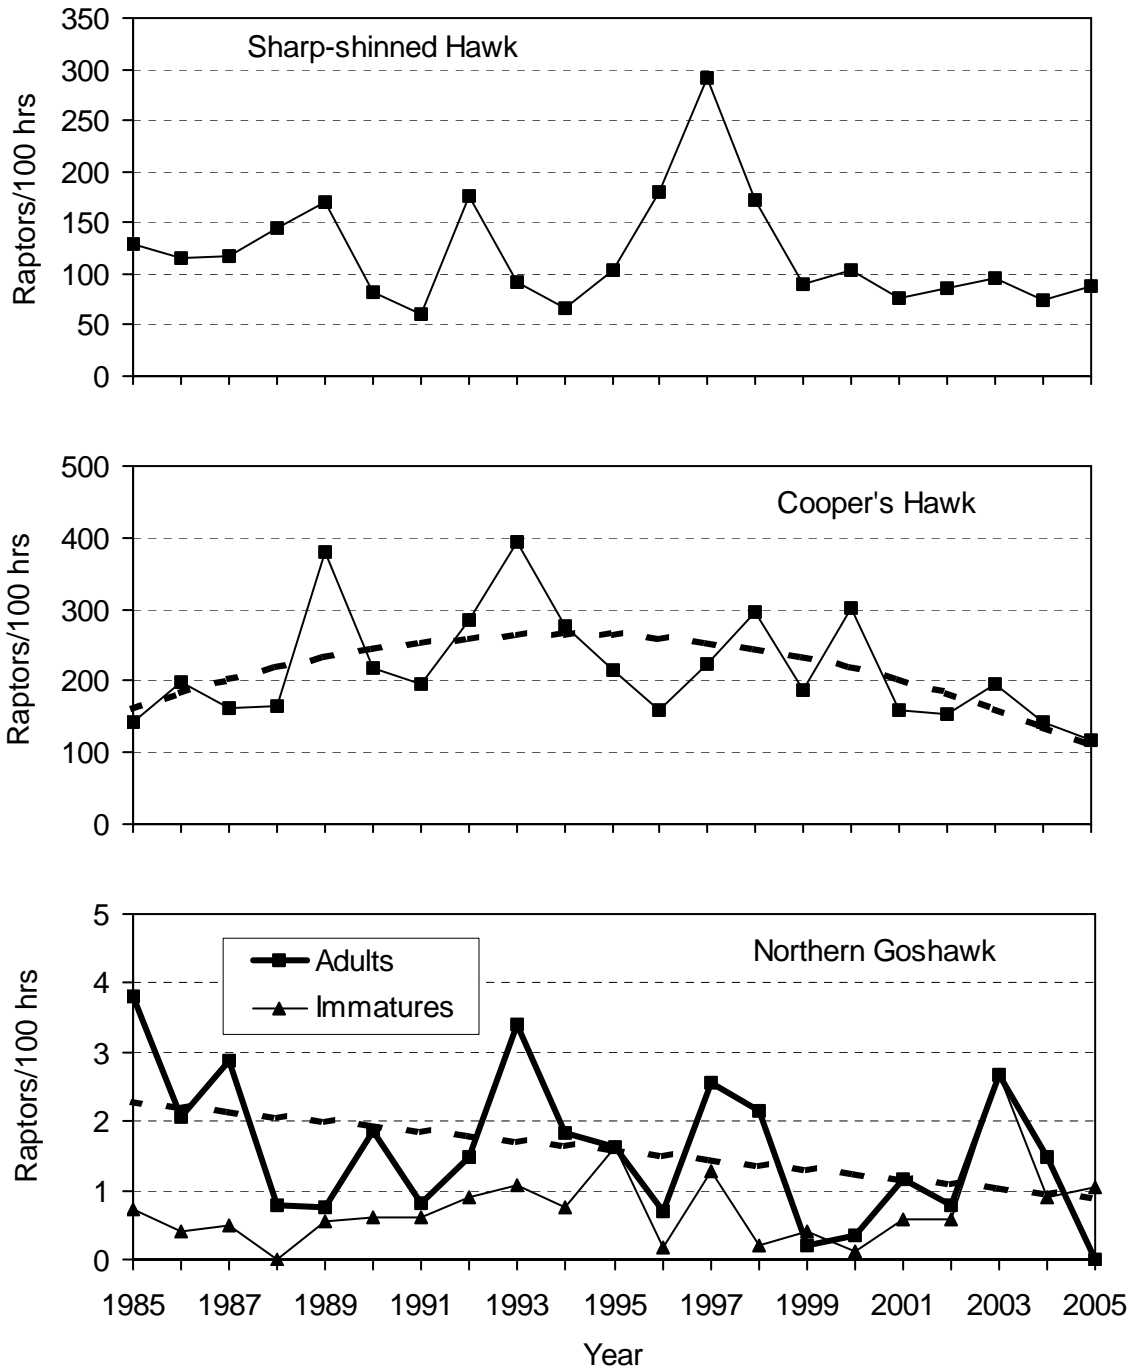 350
Sharp-shinned Hawk
300
250
200
150
100
50
0
Raptors/100 hrs
500
Cooper's Hawk
400
300
200
100
0
Raptors/100 hrs
5
Adults
Northern Goshawk
4
Immatures
3
2
1
0
Raptors/100 hrs
1985 1987 1989 1991 1993 1995 1997 1999 2001 2003 2005
Year